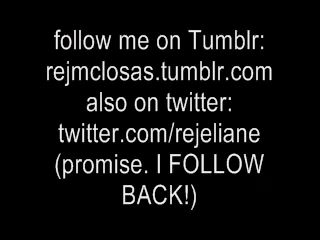 follow me on Tumblr:
rejmclosas.tumblr.com
also on twitter:
twitter.com/rejeliane
(promise. I FOLLOW
BACK!)